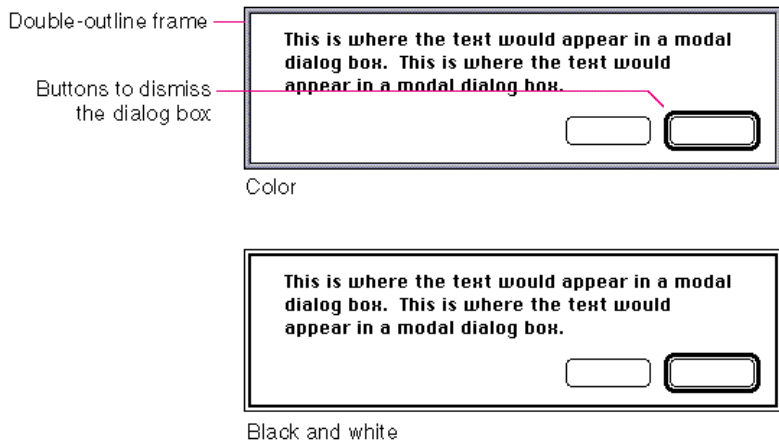 Double-outline frame
This is where the text would appear in a modal
dialog box. This is where the text would
appear in a modal dialog box.
Buttons to dismiss
the dialog box
Color
This is where the text would appear in a modal
dialog box. This is where the text would
appear in a modal dialog box.
Black and white